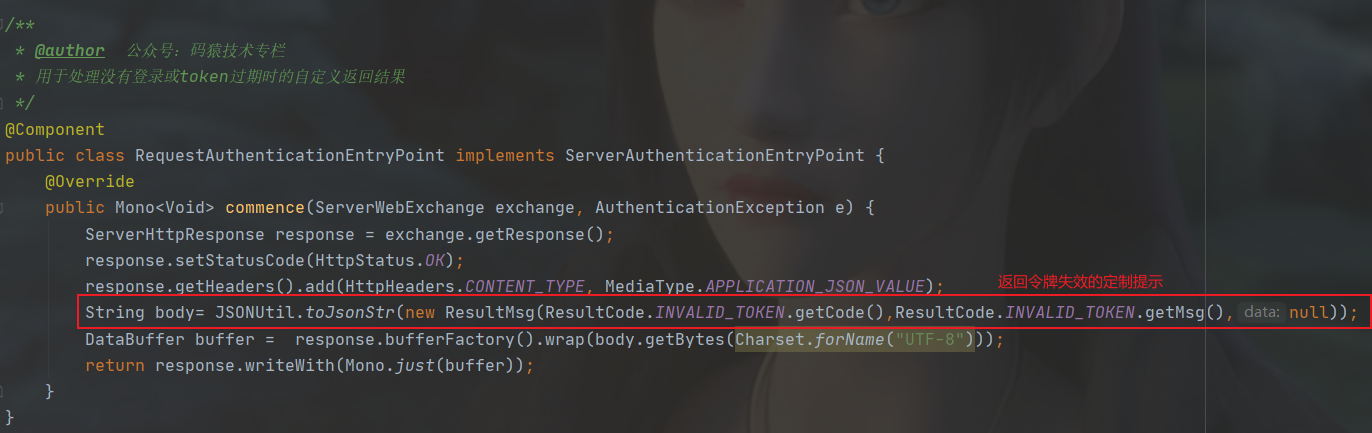 /**
 * @author  公众号：码猿技术专栏
 * 用于处理没有登录或token过期时的自定义返回结果
 */
@Component
public class RequestAuthenticationEntryPoint implements ServerAuthenticationEntryPoint {
    @Override
    public Mono<Void> commence(ServerWebExchange exchange, AuthenticationException e) {
        ServerHttpResponse response = exchange.getResponse();
        response.setStatusCode(HttpStatus.OK);
        response.getHeaders().add(HttpHeaders.CONTENT_TYPE, MediaType.APPLICATION_JSON_VALUE);
返回令牌失效的定制提示
        String body= JSONUtil.toJsonStr(new ResultMsg(ResultCode.INVALID_TOKEN.getCode(),ResultCode.INVALID_TOKEN.getMsg(), data: null));
        DataBuffer buffer =  response.bufferFactory().wrap(body.getBytes(Charset.forName("UTF-8")));
        return response.writeWith(Mono.just(buffer));
    }
}